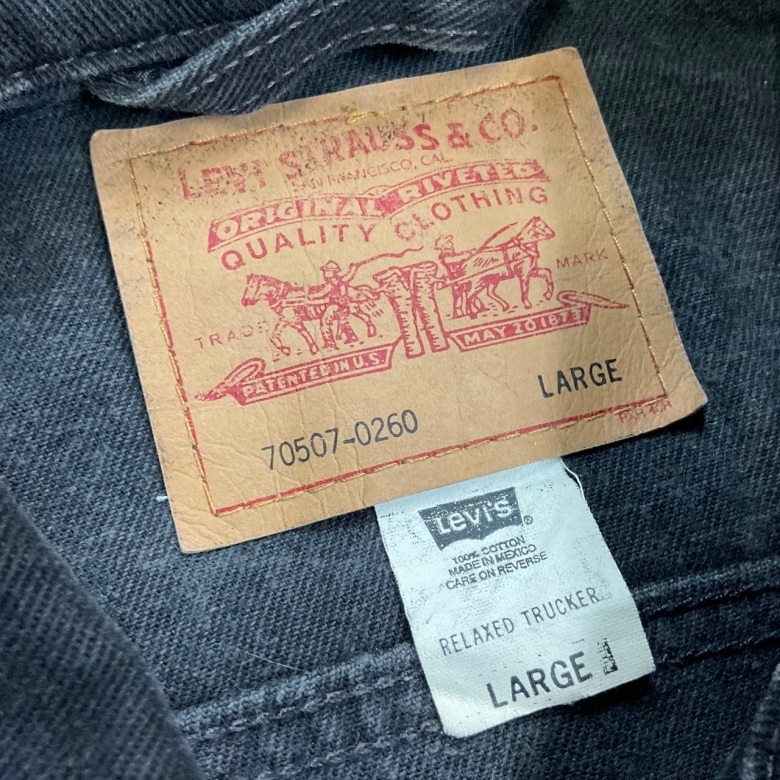 LEVI STRAUSS & CO.
SAN FRANCISCO, CAL.
ORIGINAL RIVETED
QUALITY CLOTHING
TRADE MARK
PATENTED IN U.S. MAY 20 1873
70507-0260 LARGE
Levi's®
100% COTTON
MADE IN MEXICO
CARE ON REVERSE
RELAXED TRUCKER
LARGE